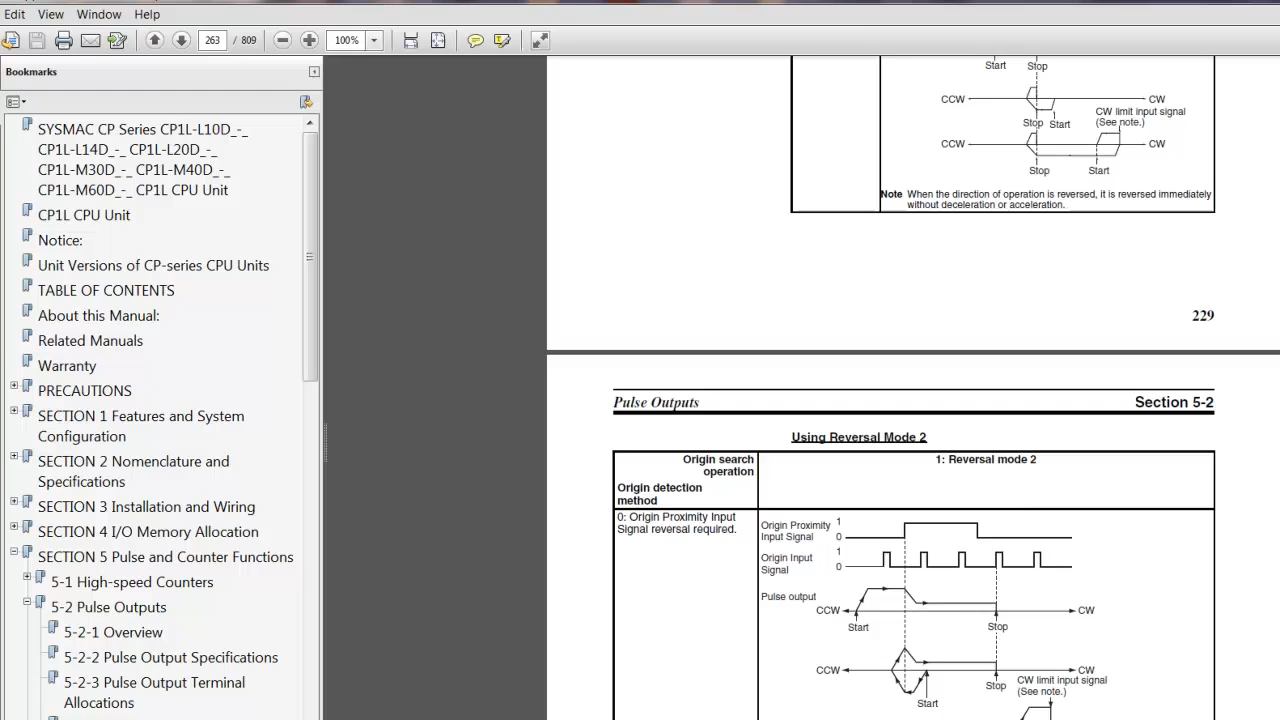 Edit View Window Help
263 / 809 100%
Bookmarks
SYSMAC CP Series CP1L-L10D_-_
CP1L-L14D_-_ CP1L-L20D_-_
CP1L-M30D_-_ CP1L-M40D_-_
CP1L-M60D_-_ CP1L CPU Unit
CP1L CPU Unit
Notice:
Unit Versions of CP-series CPU Units
TABLE OF CONTENTS
About this Manual:
Related Manuals
Warranty
PRECAUTIONS
SECTION 1 Features and System
Configuration
SECTION 2 Nomenclature and
Specifications
SECTION 3 Installation and Wiring
SECTION 4 I/O Memory Allocation
SECTION 5 Pulse and Counter Functions
5-1 High-speed Counters
5-2 Pulse Outputs
5-2-1 Overview
5-2-2 Pulse Output Specifications
5-2-3 Pulse Output Terminal
Allocations
Start Stop
CCW CW
Stop Start
CW limit input signal
(See note.)
CCW CW
Stop Start
Note When the direction of operation is reversed, it is reversed immediately
without deceleration or acceleration.
229
Pulse Outputs Section 5-2
Using Reversal Mode 2
Origin search
operation
Origin detection
method
1: Reversal mode 2
0: Origin Proximity Input
Signal reversal required.
Origin Proximity
Input Signal
1
0
Origin Input
Signal
1
0
Pulse output
CCW CW
Start Stop
CCW CW
Stop
Start
CW limit input signal
(See note.)